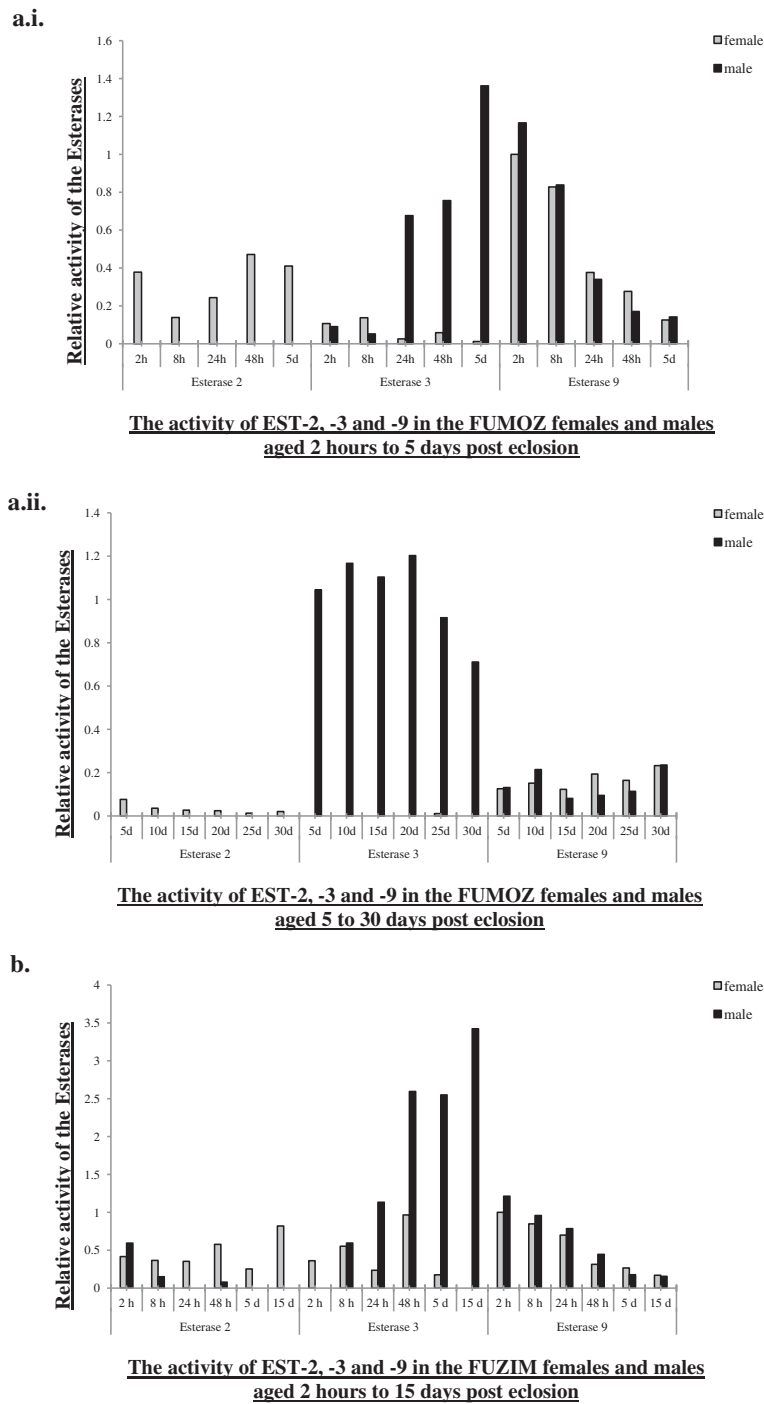 a.i.
Relative activity of the Esterases
1.6
1.4
1.2
1
0.8
0.6
0.4
0.2
0
female
male
2h 8h 24h 48h 5d 2h 8h 24h 48h 5d 2h 8h 24h 48h 5d
Esterase 2 Esterase 3 Esterase 9
The activity of EST-2, -3 and -9 in the FUMOZ females and males
aged 2 hours to 5 days post eclosion
a.ii.
Relative activity of the Esterases
1.4
1.2
1
0.8
0.6
0.4
0.2
0
female
male
5d 10d 15d 20d 25d 30d 5d 10d 15d 20d 25d 30d 5d 10d 15d 20d 25d 30d
Esterase 2 Esterase 3 Esterase 9
The activity of EST-2, -3 and -9 in the FUMOZ females and males
aged 5 to 30 days post eclosion
b.
Relative activity of the Esterases
4
3.5
3
2.5
2
1.5
1
0.5
0
female
male
2 h 8 h 24 h 48 h 5 d 15 d 2 h 8 h 24 h 48 h 5 d 15 d 2 h 8 h 24 h 48 h 5 d 15 d
Esterase 2 Esterase 3 Esterase 9
The activity of EST-2, -3 and -9 in the FUZIM females and males
aged 2 hours to 15 days post eclosion